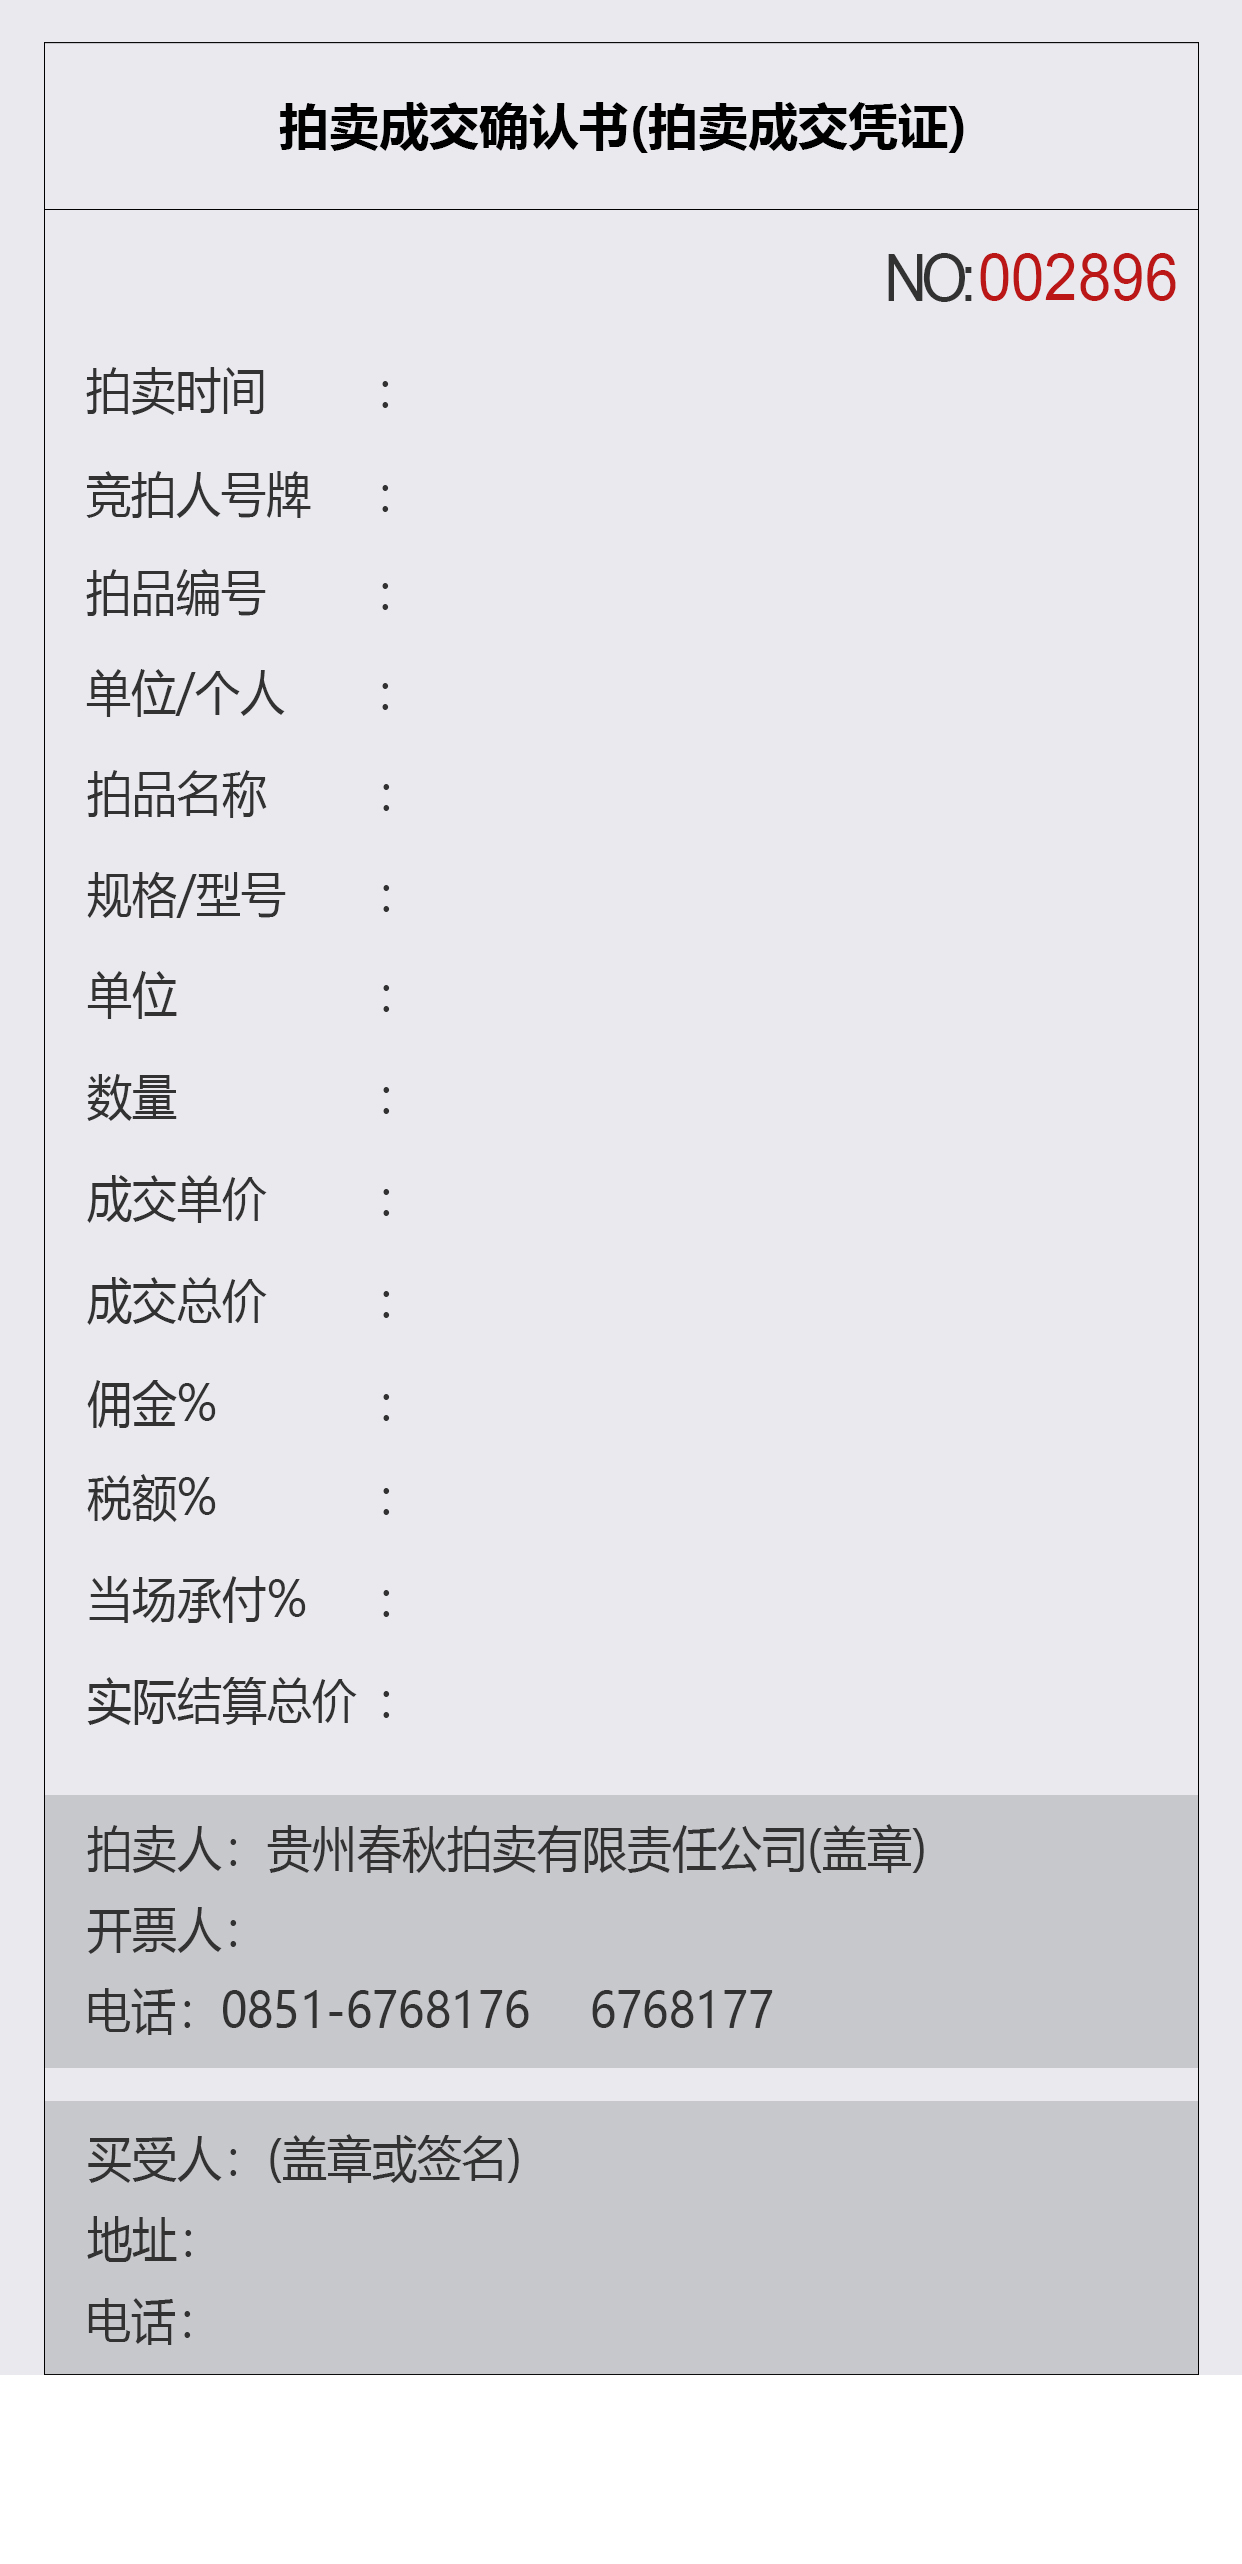 拍卖成交确认书(拍卖成交凭证)
NO:002896
拍卖时间 :
竞拍人号牌 :
拍品编号 :
单位/个人 :
拍品名称 :
规格/型号 :
单位 :
数量 :
成交单价 :
成交总价 :
佣金% :
税额% :
当场承付% :
实际结算总价 :
拍卖人: 贵州春秋拍卖有限责任公司(盖章)
开票人:
电话: 0851-6768176 6768177
买受人: (盖章或签名)
地址:
电话: